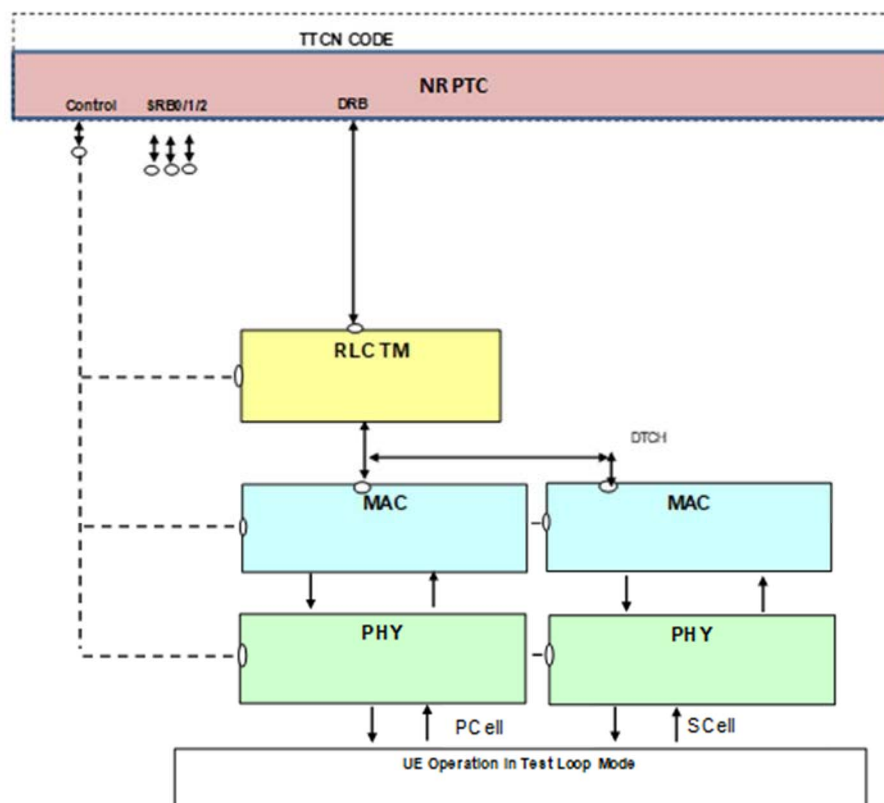 TTCN CODE
NR PTC
Control SRB0/1/2 DRB
RLC TM
DTCH
MAC MAC
PHY PHY
PCell SCell
UE Operation in Test Loop Mode